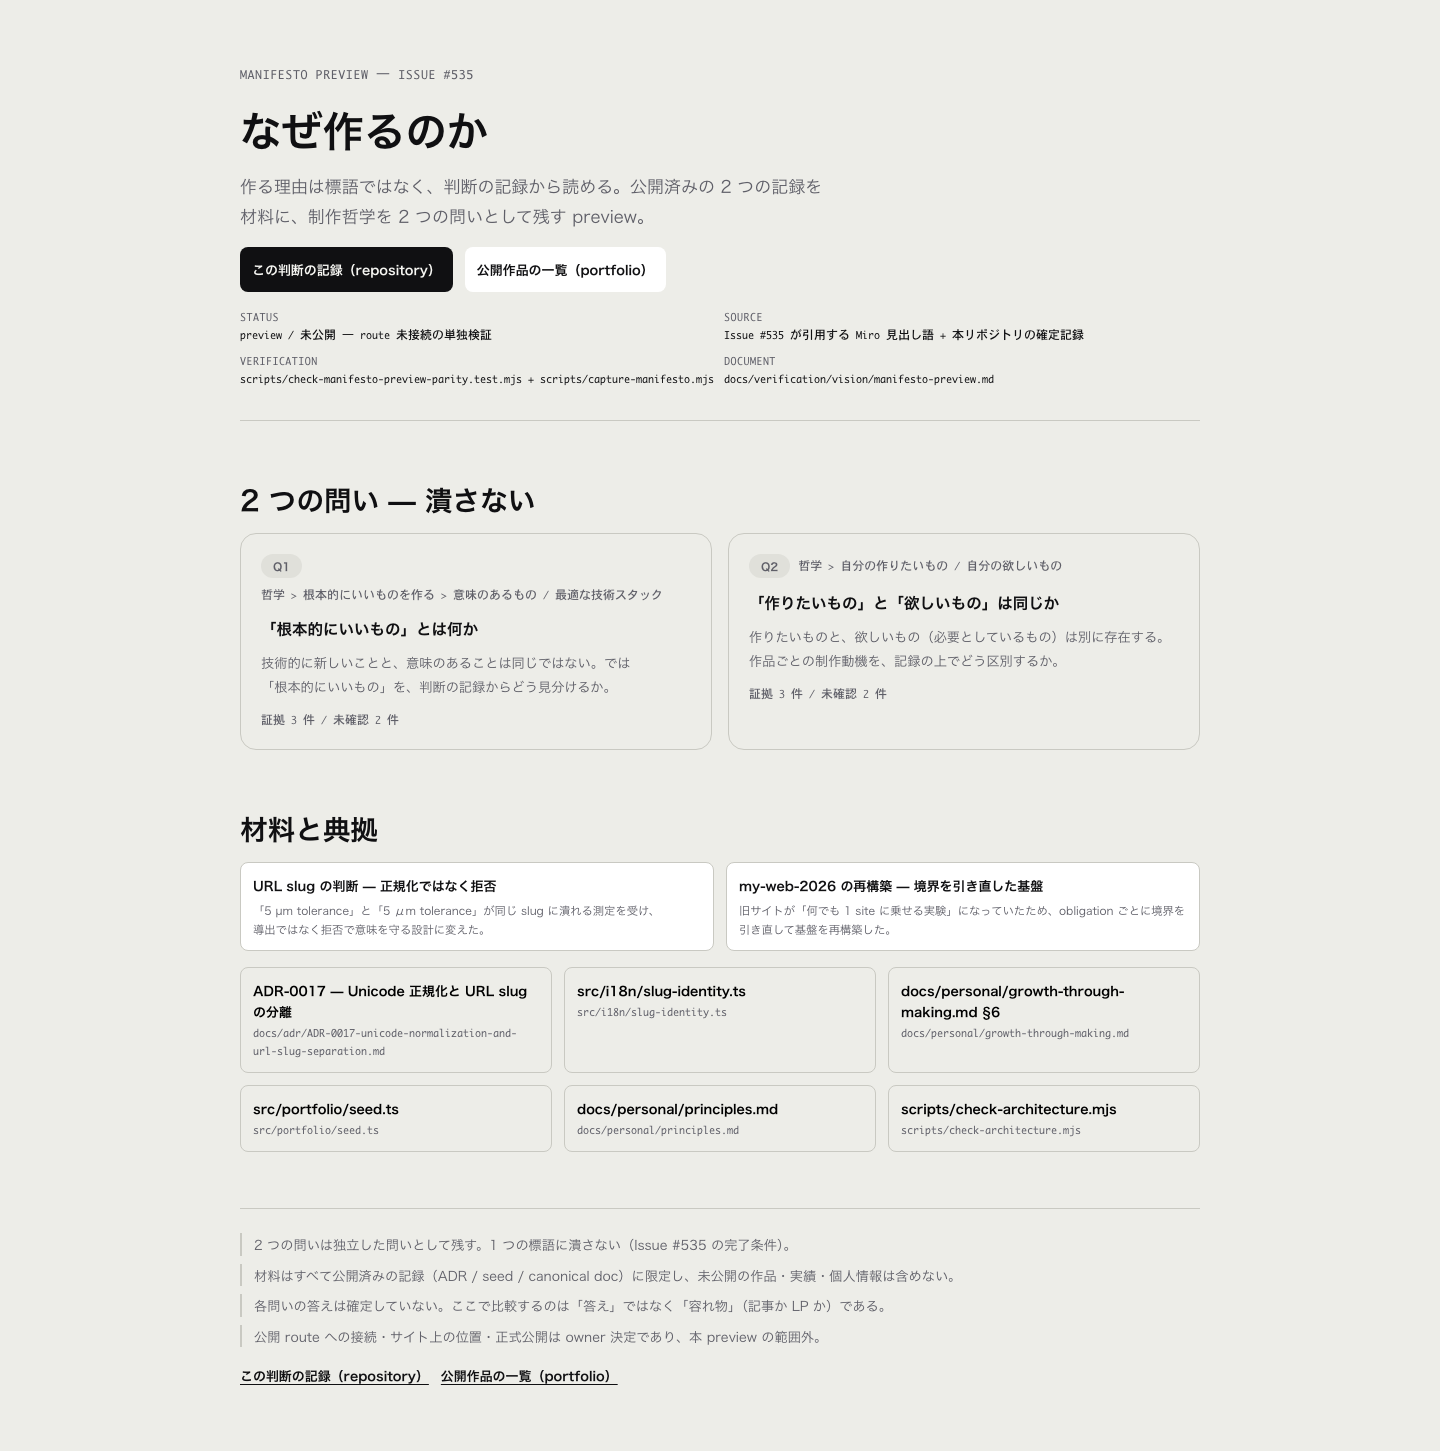 MANIFESTO PREVIEW — ISSUE #535
なぜ作るのか
作る理由は標語ではなく、判断の記録から読める。公開済みの 2 つの記録を
材料に、制作哲学を 2 つの問いとして残す preview。
この判断の記録（repository）
公開作品の一覧（portfolio）
STATUS
preview / 未公開 — route 未接続の単独検証
SOURCE
Issue #535 が引用する Miro 見出し語 + 本リポジトリの確定記録
VERIFICATION
scripts/check-manifesto-preview-parity.test.mjs + scripts/capture-manifesto.mjs
DOCUMENT
docs/verification/vision/manifesto-preview.md
2 つの問い — 潰さない
Q1
哲学 > 根本的にいいものを作る > 意味のあるもの / 最適な技術スタック
「根本的にいいもの」とは何か
技術的に新しいことと、意味のあることは同じではない。では
「根本的にいいもの」を、判断の記録からどう見分けるか。
証拠 3 件 / 未確認 2 件
Q2 哲学 > 自分の作りたいもの / 自分の欲しいもの
「作りたいもの」と「欲しいもの」は同じか
作りたいものと、欲しいもの（必要としているもの）は別に存在する。
作品ごとの制作動機を、記録の上でどう区別するか。
証拠 3 件 / 未確認 2 件
材料と典拠
URL slug の判断 — 正規化ではなく拒否
「5 µm tolerance」と「5 μm tolerance」が同じ slug に潰れる測定を受け、
導出ではなく拒否で意味を守る設計に変えた。
my-web-2026 の再構築 — 境界を引き直した基盤
旧サイトが「何でも 1 site に乗せる実験」になっていたため、obligation ごとに境界を
引き直して基盤を再構築した。
ADR-0017 — Unicode 正規化と URL slug
の分離
docs/adr/ADR-0017-unicode-normalization-and-
url-slug-separation.md
src/i18n/slug-identity.ts
src/i18n/slug-identity.ts
docs/personal/growth-through-
making.md §6
docs/personal/growth-through-making.md
src/portfolio/seed.ts
src/portfolio/seed.ts
docs/personal/principles.md
docs/personal/principles.md
scripts/check-architecture.mjs
scripts/check-architecture.mjs
2 つの問いは独立した問いとして残す。1 つの標語に潰さない（Issue #535 の完了条件）。
材料はすべて公開済みの記録（ADR / seed / canonical doc）に限定し、未公開の作品・実績・個人情報は含めない。
各問いの答えは確定していない。ここで比較するのは「答え」ではなく「容れ物」（記事か LP か）である。
公開 route への接続・サイト上の位置・正式公開は owner 決定であり、本 preview の範囲外。
この判断の記録（repository） 公開作品の一覧（portfolio）